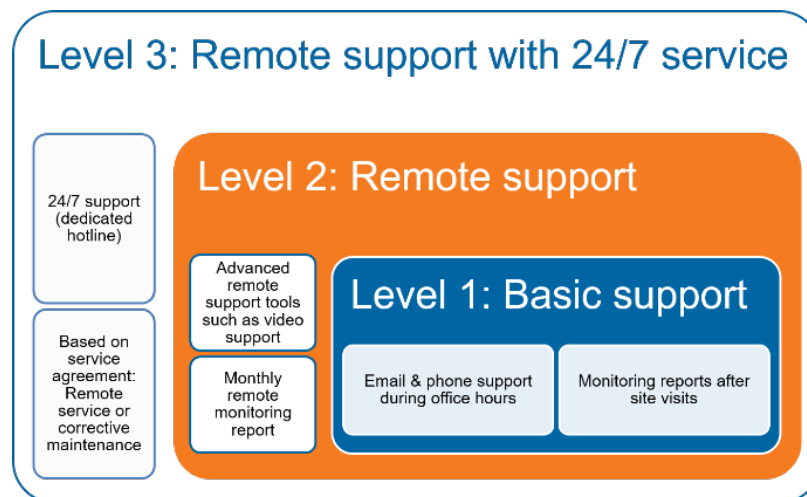 Level 3: Remote support with 24/7 service
24/7 support
(dedicated
hotline)
Based on
service
agreement:
Remote
service or
corrective
maintenance
Level 2: Remote support
Advanced
remote
support tools
such as video
support
Monthly
remote
monitoring
report
Level 1: Basic support
Email & phone support
during office hours
Monitoring reports after
site visits